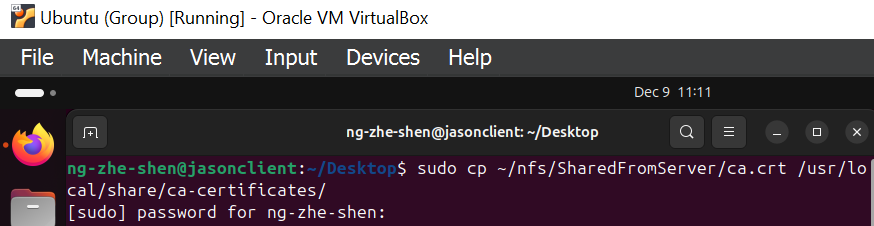 Ubuntu (Group) [Running] - Oracle VM VirtualBox
File Machine View Input Devices Help
Dec 9 11:11
ng-zhe-shen@jasonclient: ~/Desktop
ng-zhe-shen@jasonclient:~/Desktop$ sudo cp ~/nfs/SharedFromServer/ca.crt /usr/lo
cal/share/ca-certificates/
[sudo] password for ng-zhe-shen: